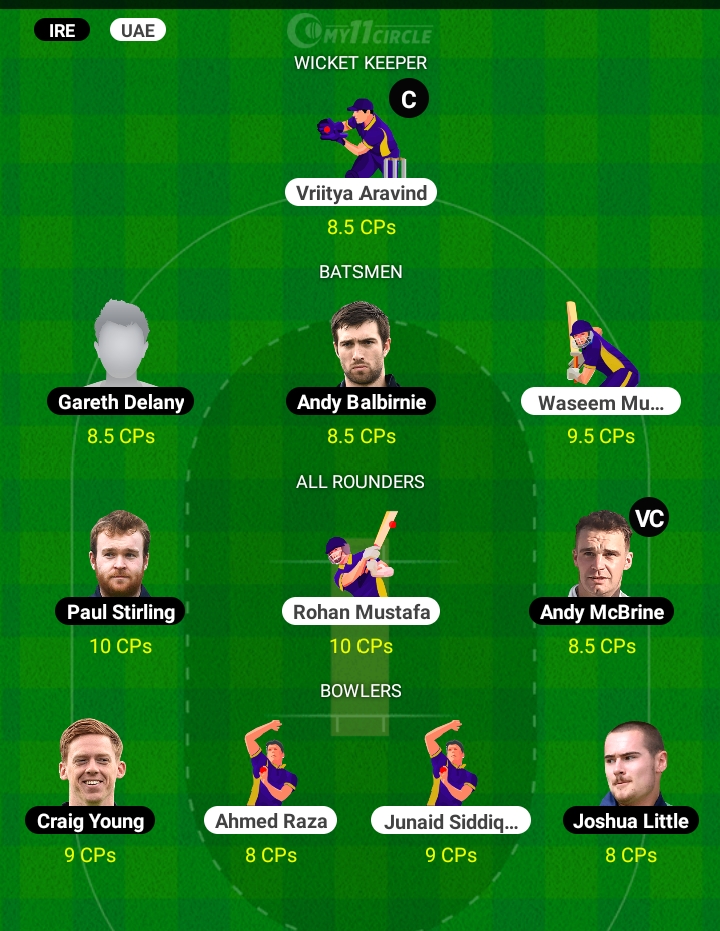 IRE UAE MY11CIRCLE
WICKET KEEPER
C
Vriitya Aravind
8.5 CPs
BATSMEN
Gareth Delany Andy Balbirnie Waseem Mu...
8.5 CPs 8.5 CPs 9.5 CPs
ALL ROUNDERS
VC
Paul Stirling Rohan Mustafa Andy McBrine
10 CPs 10 CPs 8.5 CPs
BOWLERS
Craig Young Ahmed Raza Junaid Siddiq... Joshua Little
9 CPs 8 CPs 9 CPs 8 CPs